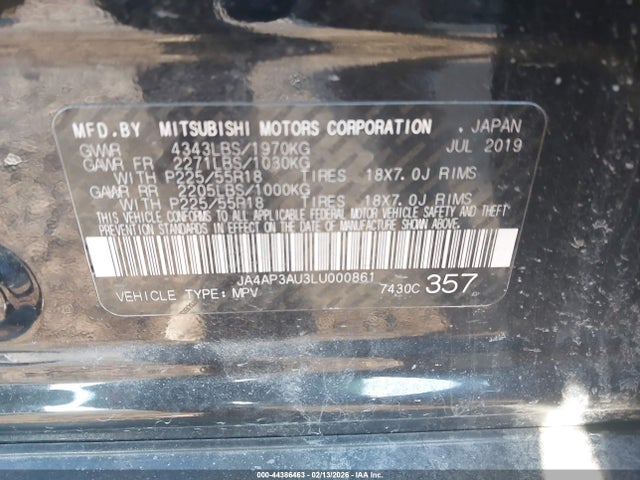 MFD.BY MITSUBISHI MOTORS CORPORATION , JAPAN
GVWR 4343LBS/1970KG JUL 2019
GAWR FR 2271LBS/1030KG
WITH P225/55R18 TIRES 18X7.0J RIMS
GAWR RR 2205LBS/1000KG
WITH P225/55R18 TIRES 18X7.0J RIMS
THIS VEHICLE CONFORMS TO ALL APPLICABLE FEDERAL MOTOR VEHICLE SAFETY AND THEFT
PREVENTION STANDARDS IN EFFECT ON THE DATE OF MANUFACTURE SHOWN ABOVE.
JA4AP3AU3LU000861
VEHICLE TYPE: MPV 7430C 357
000-44386463 - 02/13/2026 - COPYRIGHT IAA, LLC